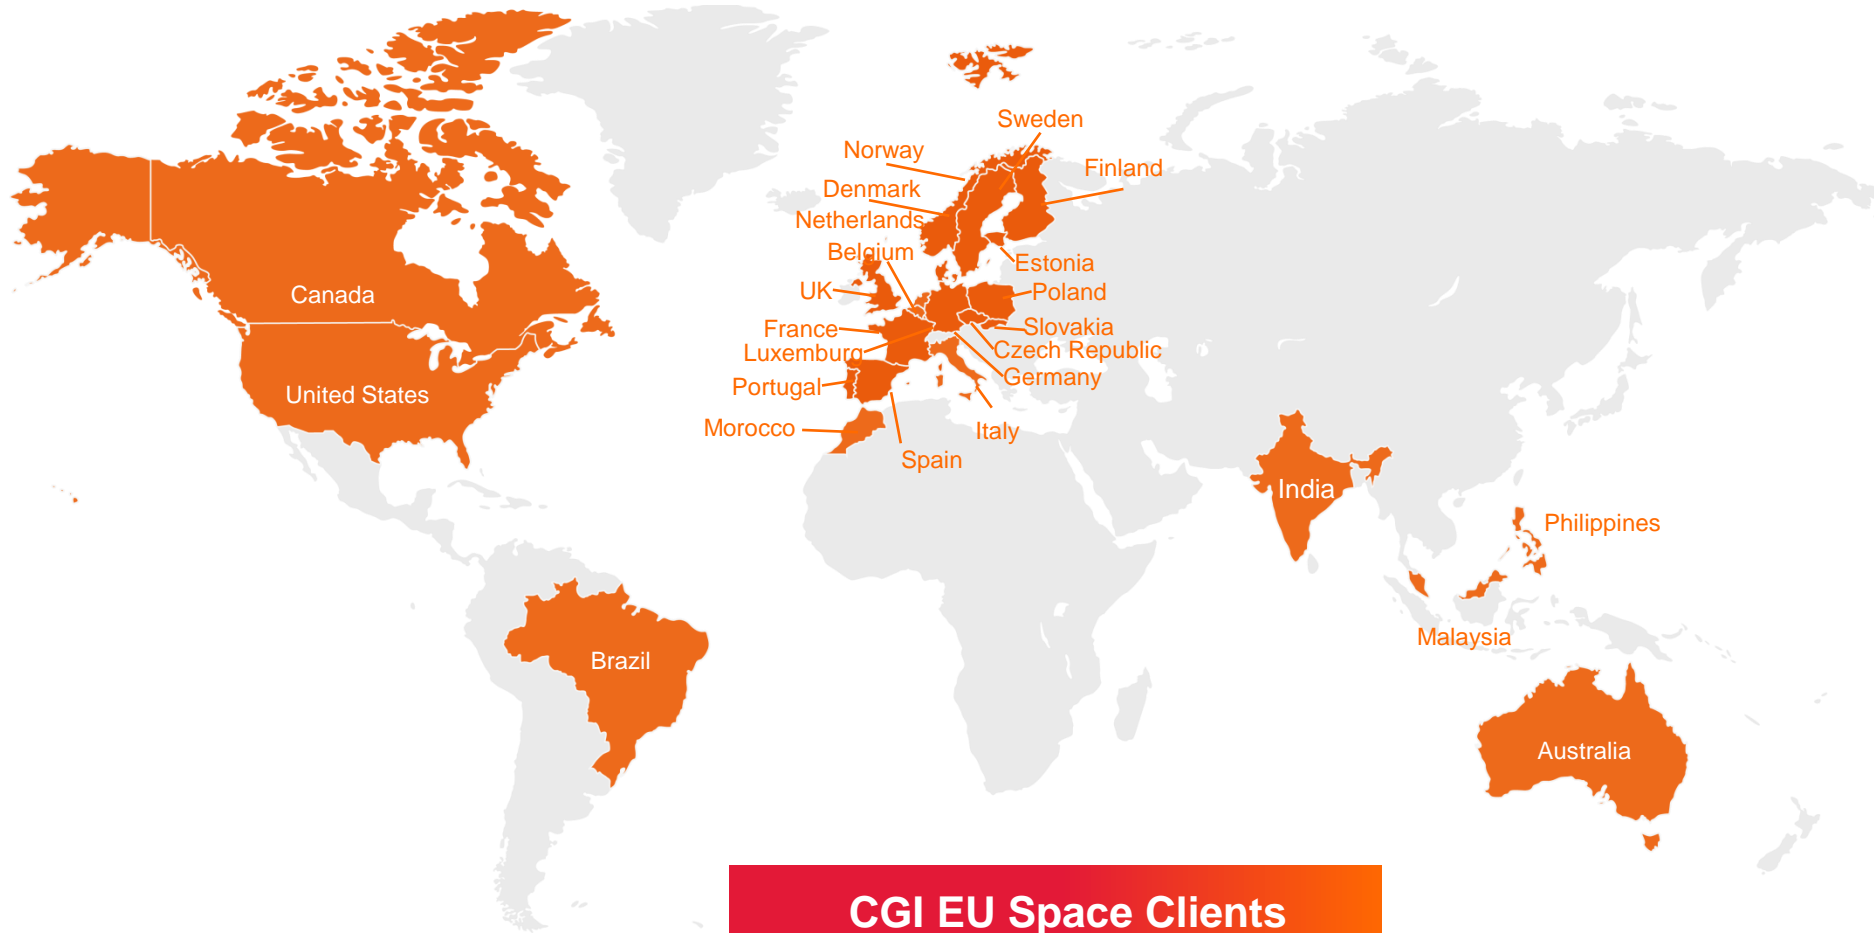 Sweden
Norway
Finland
Denmark
Netherlands
Belgium
Estonia
UK
Poland
Canada
France
Slovakia
Luxemburg
Czech Republic
Germany
Portugal
United States
Morocco
Italy
Spain
India
Philippines
Malaysia
Brazil
Australia
CGI EU Space Clients